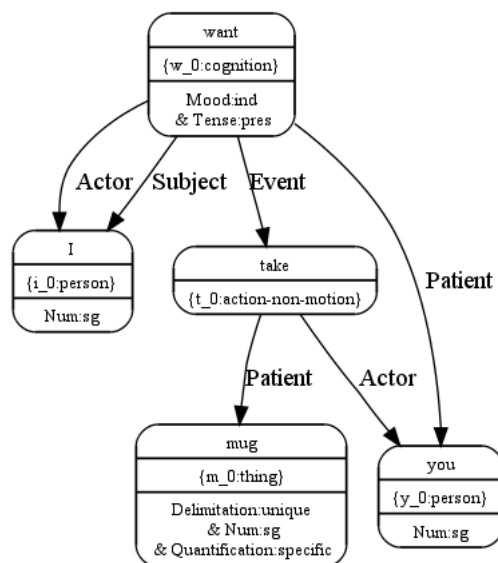 want
{w_0:cognition}
Mood:ind
& Tense:pres
Actor
Subject
Event
I
{i_0:person}
Num:sg
take
{t_0:action-non-motion}
Patient
Patient
Actor
mug
{m_0:thing}
Delimitation:unique
& Num:sg
& Quantification:specific
you
{y_0:person}
Num:sg